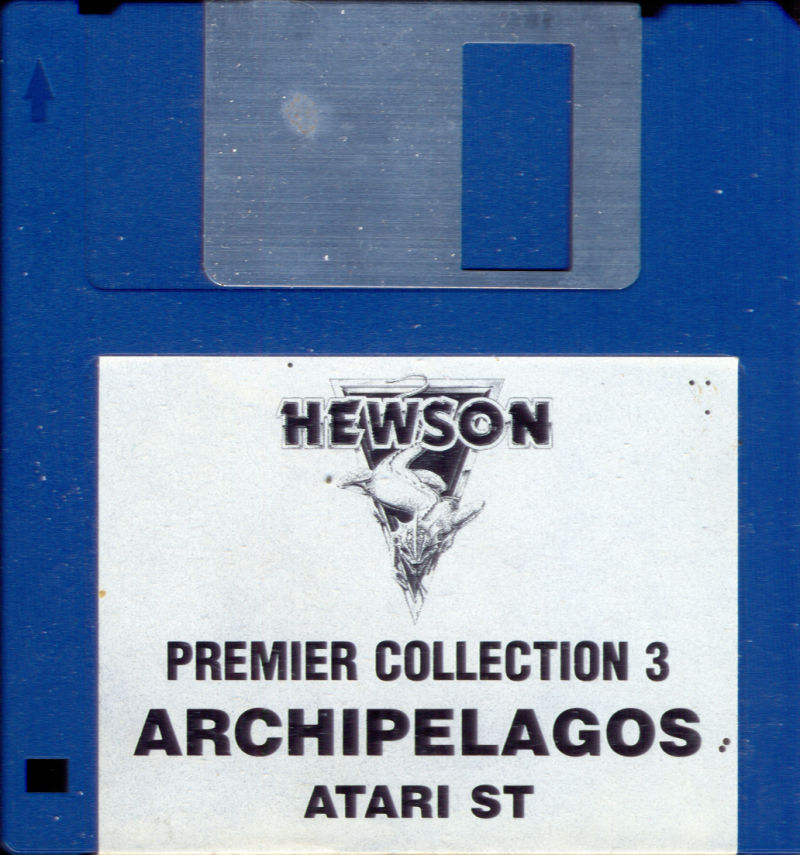 HEWSON
PREMIER COLLECTION 3
ARCHIPELAGOS
ATARI ST